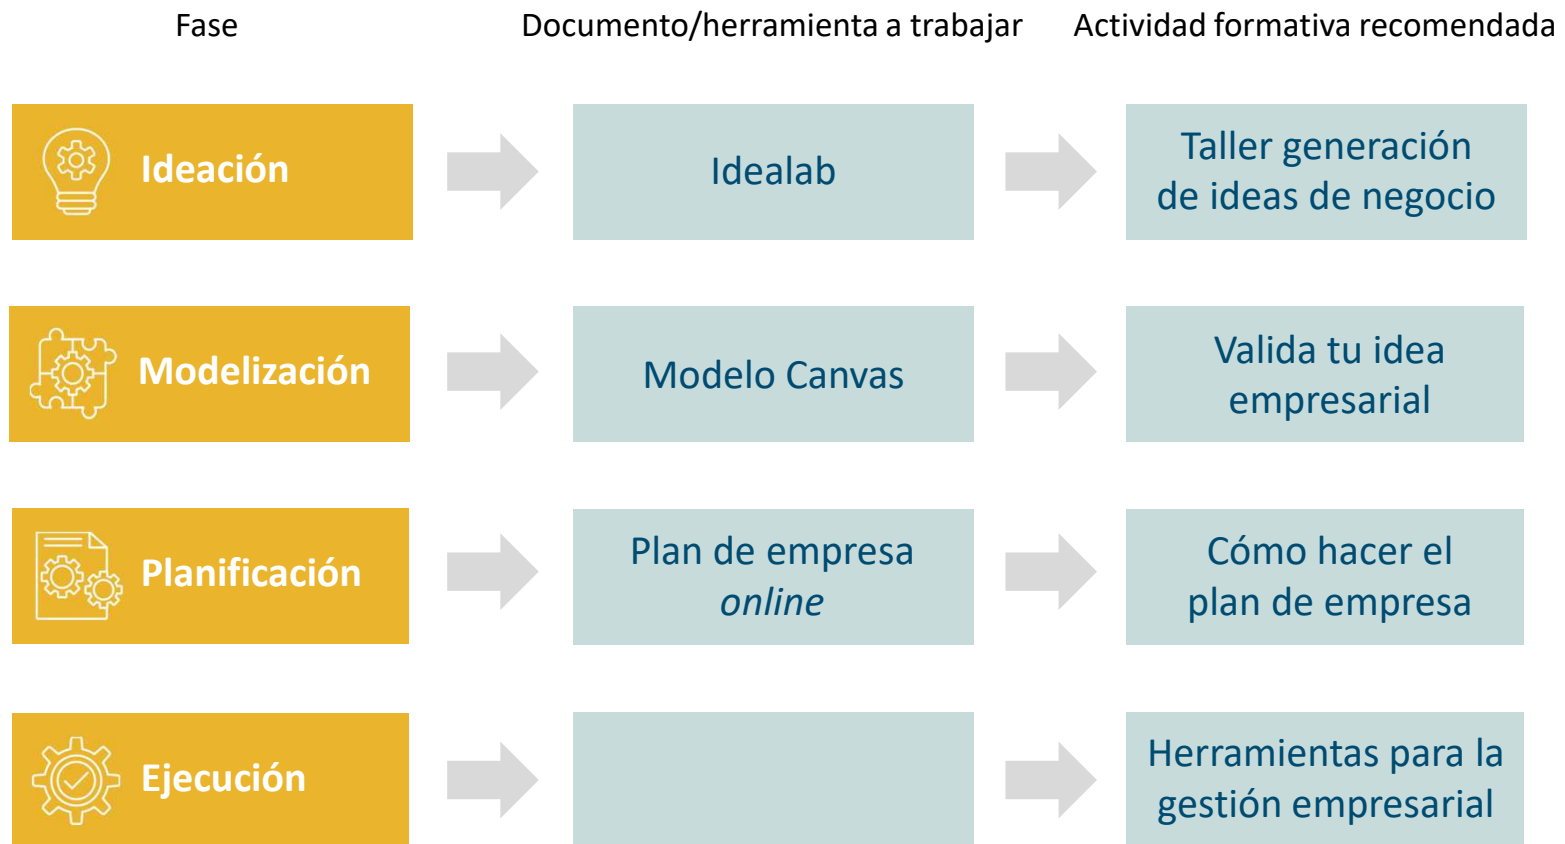 Fase
Documento/herramienta a trabajar
Actividad formativa recomendada
Ideación
Idealab
Taller generación
de ideas de negocio
Modelización
Modelo Canvas
Valida tu idea
empresarial
Planificación
Plan de empresa
online
Cómo hacer el
plan de empresa
Ejecución
Herramientas para la
gestión empresarial